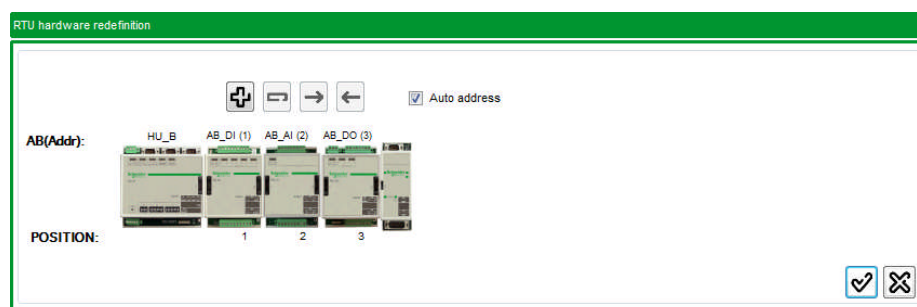 RTU hardware redefinition
Auto address
AB(Addr): HU_B AB_DI (1) AB_AI (2) AB_DO (3)
POSITION: 1 2 3